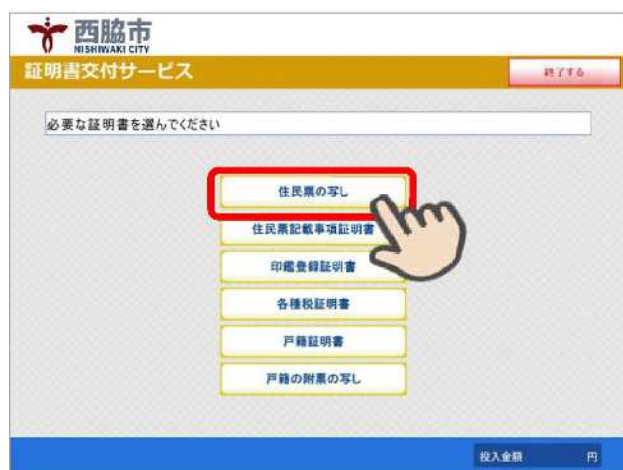 西脇市
NISHIWAKI CITY
証明書交付サービス
終了する
必要な証明書を選んでください
住民票の写し
住民票記載事項証明書
印鑑登録証明書
各種税証明書
戸籍証明書
戸籍の附票の写し
投入金額 円